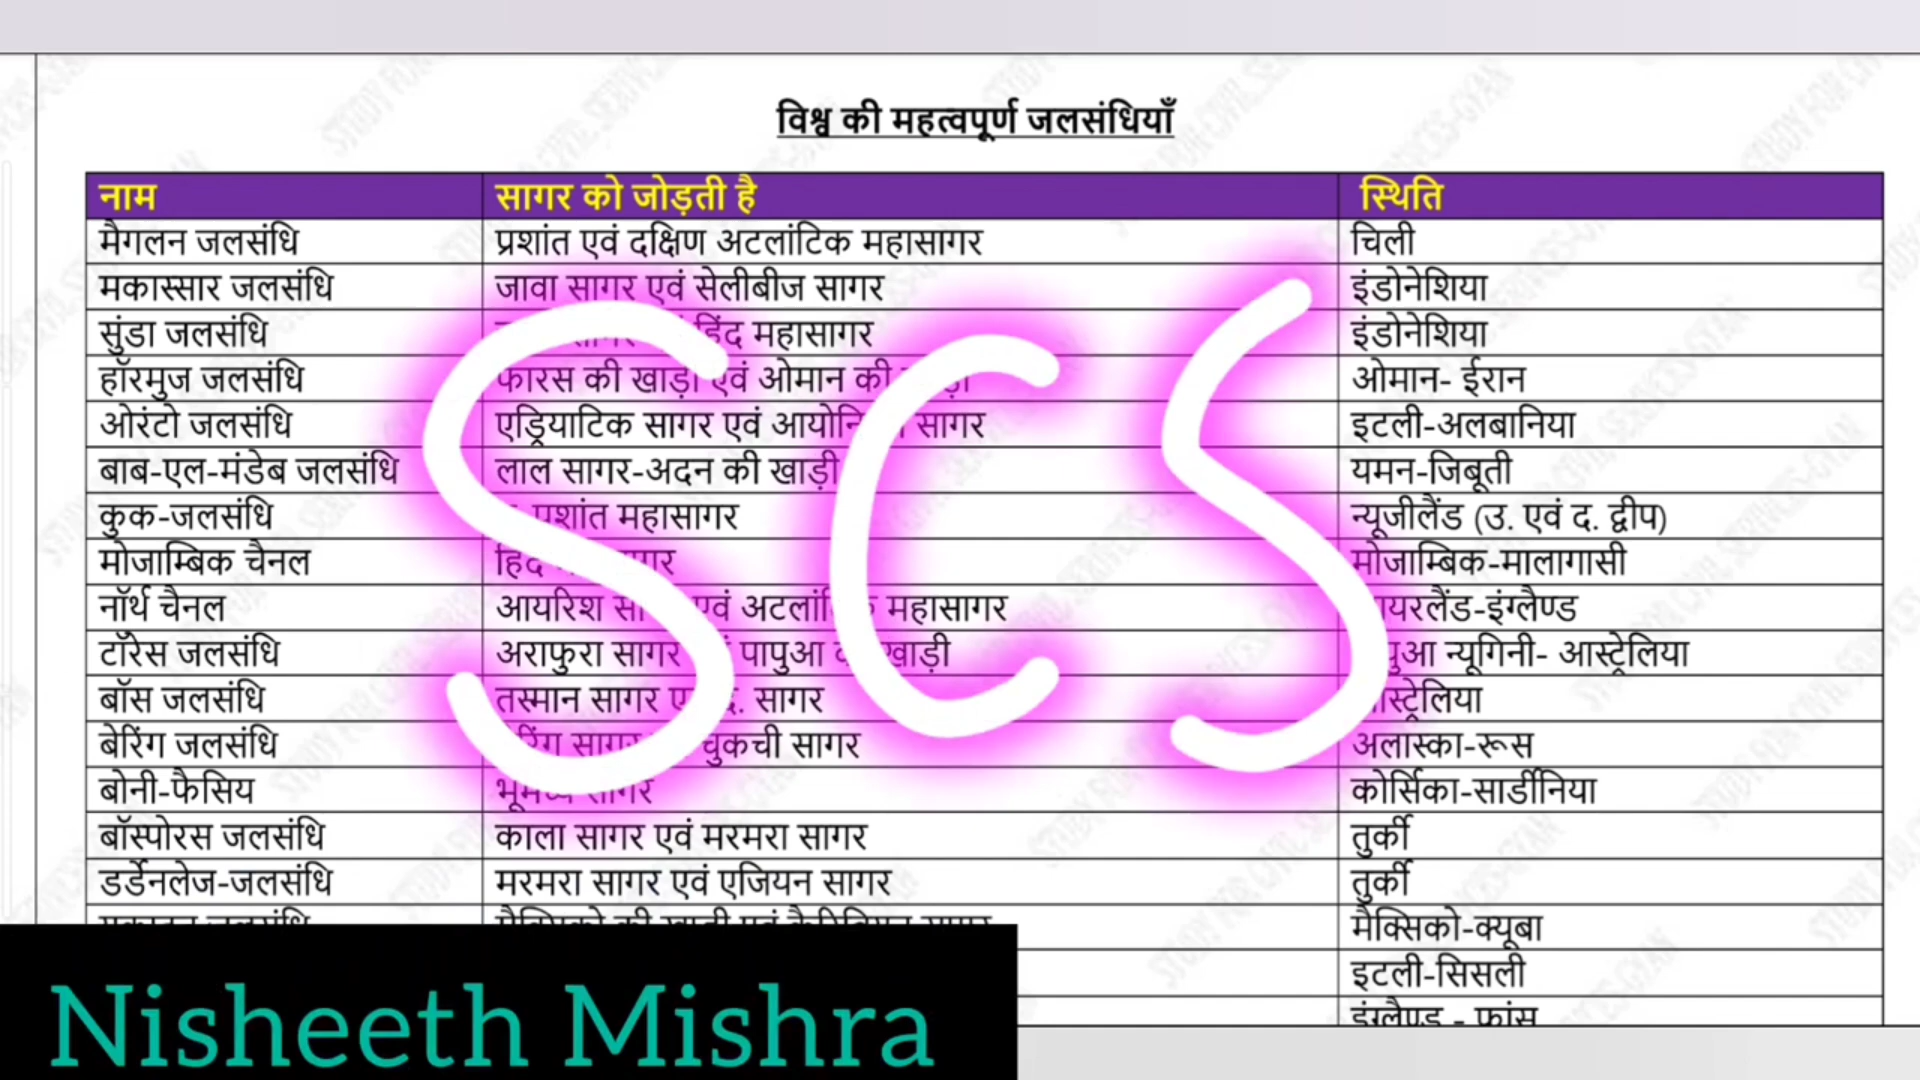 विश्व की महत्वपूर्ण जलसंधियाँ
नाम सागर को जोड़ती है स्थिति
मैगलन जलसंधि प्रशांत एवं दक्षिण अटलांटिक महासागर चिली
मकास्सार जलसंधि जावा सागर एवं सेलीबीज सागर इंडोनेशिया
सुंडा जलसंधि हिंद महासागर इंडोनेशिया
हॉरमुज जलसंधि फारस की खाड़ी एवं ओमान की ओमान- ईरान
ओरंटो जलसंधि एड्रियाटिक सागर एवं सागर इटली-अलबानिया
बाब-एल-मंडेब जलसंधि लाल सागर-अदन की खाड़ी यमन-जिबूती
कुक-जलसंधि प्रशांत महासागर न्यूजीलैंड (उ. एवं द. द्वीप)
मोजाम्बिक चैनल मोजाम्बिक-मालागासी
नॉर्थ चैनल आयरिश एवं महासागर इंग्लैण्ड
टॉरेस जलसंधि अराफुरा सागर पापुआ खाड़ी न्यूगिनी- आस्ट्रेलिया
बॉस जलसंधि तस्मान सागर सागर
बेरिंग जलसंधि चुकची सागर अलास्का-रूस
बोनी-फैसिय सागर कोर्सिका-सार्डीनिया
बॉस्पोरस जलसंधि काला सागर एवं मरमरा सागर तुर्की
डर्डेनलेज-जलसंधि मरमरा सागर एवं एजियन सागर तुर्की
मैक्सिको-क्यूबा
इटली-सिसली
इंग्लैण्ड - फ्रांस
SCS
Nisheeth Mishra